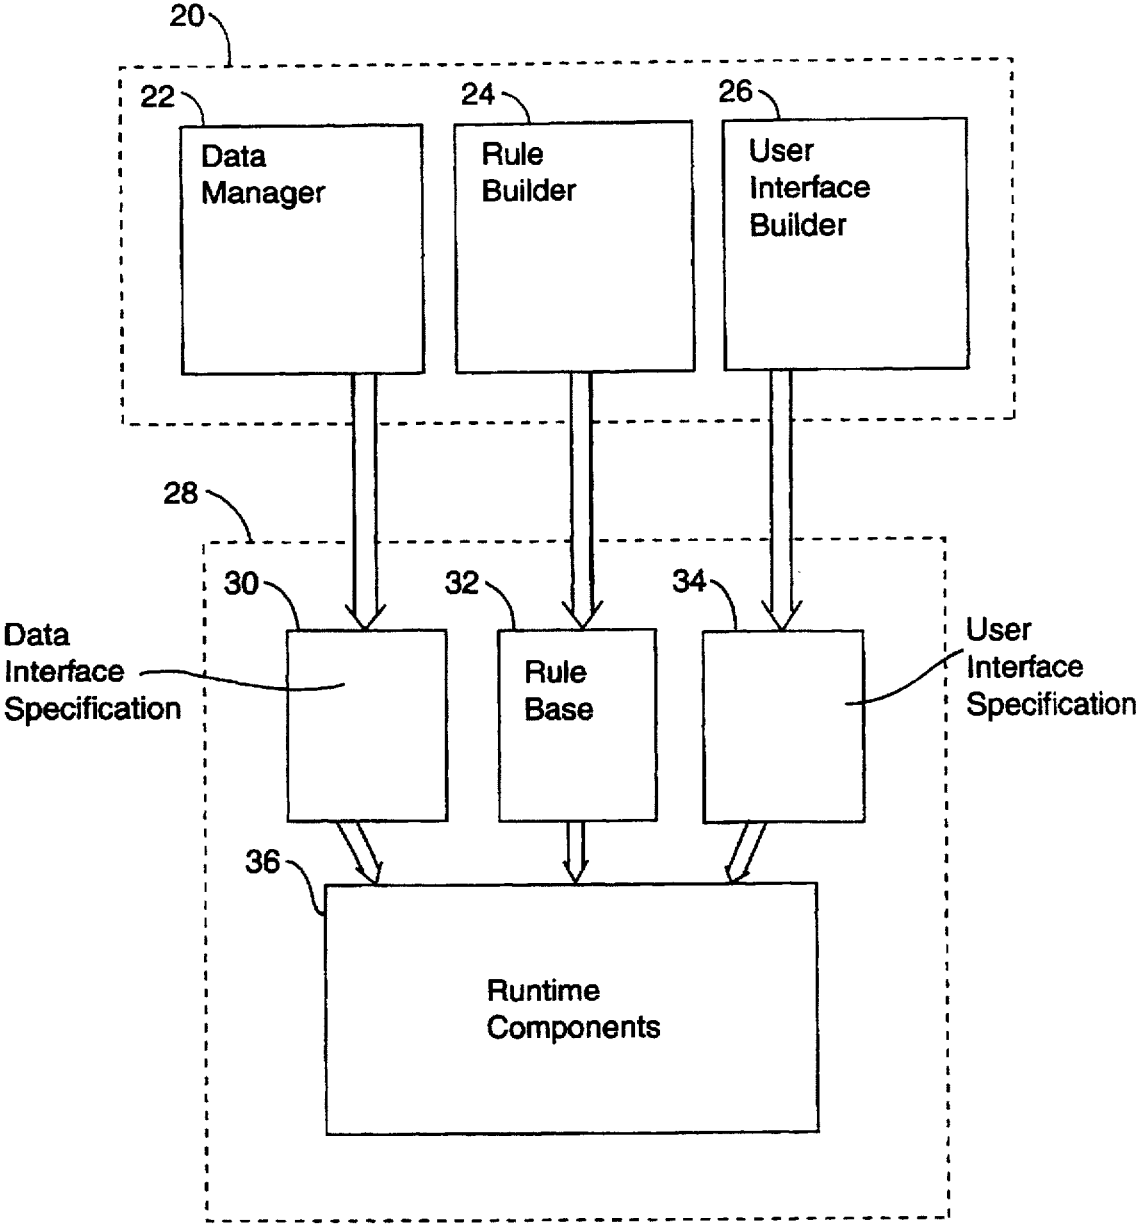 20
22
24
26
Data
Manager
Rule
Builder
User
Interface
Builder
28
30
32
34
Data
Interface
Specification
Rule
Base
User
Interface
Specification
36
Runtime
Components